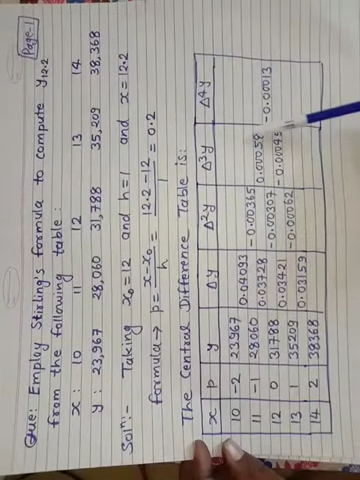 Page-1
Que: Employ Stirling's formula to compute y12.2
from the following table:
x: 10 11 12 13 14
y: 23,967 28,060 31,788 35,209 38,368
Solⁿ:- Taking x₀=12 and h=1 and x=12.2
formula → p = x-x₀/h = 12.2-12/1 = 0.2
The Central Difference Table is:
x p y Δy Δ²y Δ³y Δ⁴y
10 -2 23967
0.04093
11 -1 28060 -0.00365
0.03728 0.00058
12 0 31788 -0.00307 -0.00013
0.03421 -0.00045
13 1 35209 -0.00062
0.03159
14 2 38368